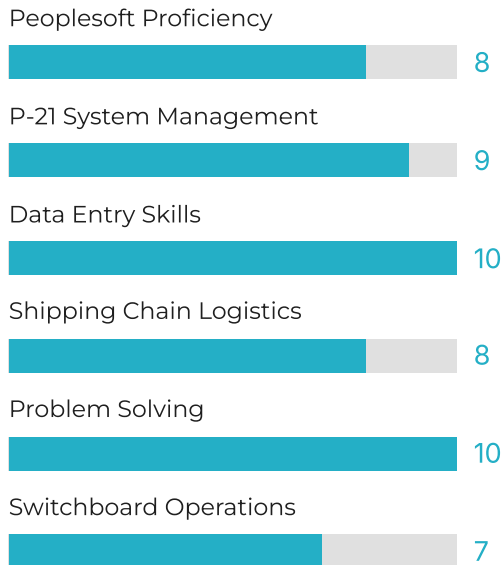 Peoplesoft Proficiency
8
P-21 System Management
9
Data Entry Skills
10
Shipping Chain Logistics
8
Problem Solving
10
Switchboard Operations
7